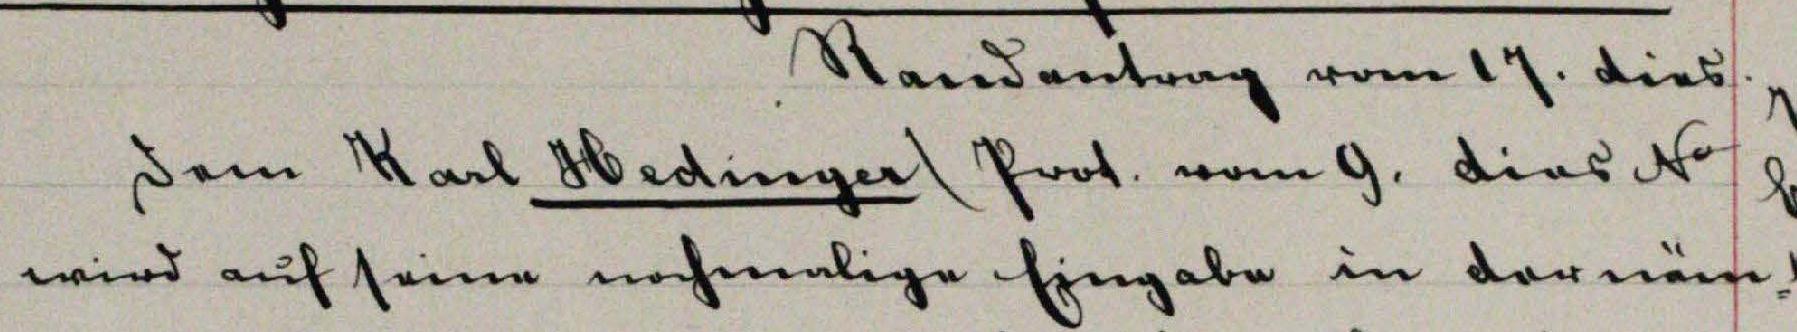 Randantrag vom 17. dies.
Dem Karl Hedinger (Prot. vom 9. dies No
wird auf seine nochmalige Eingabe in der näm-